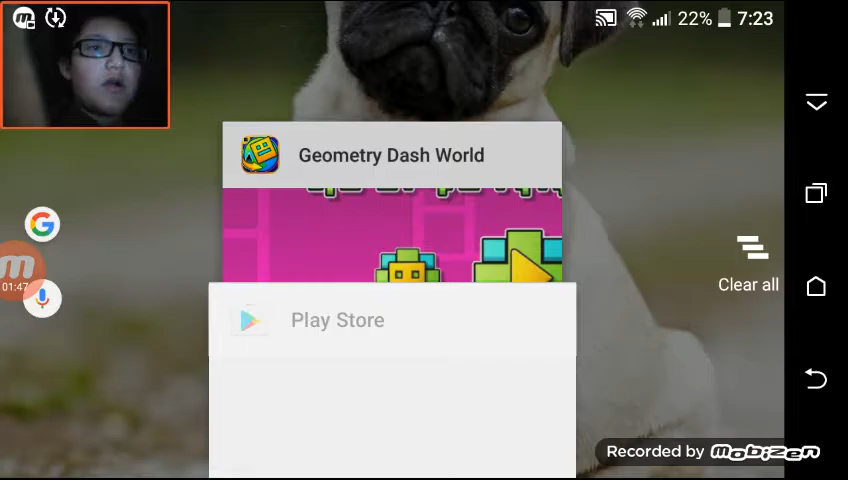 22% 7:23
Geometry Dash World
01:47
Clear all
Play Store
Recorded by MOBIZEN